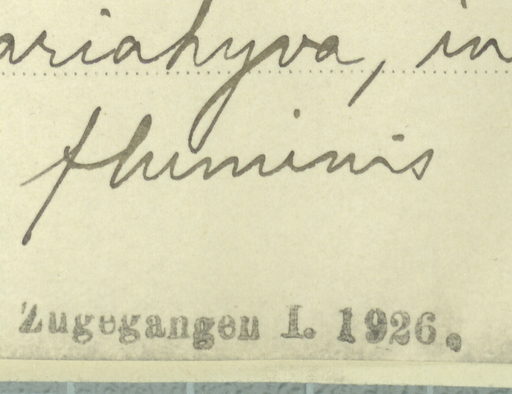 ariahyva, in
fluminis
Zugegangen I. 1926.